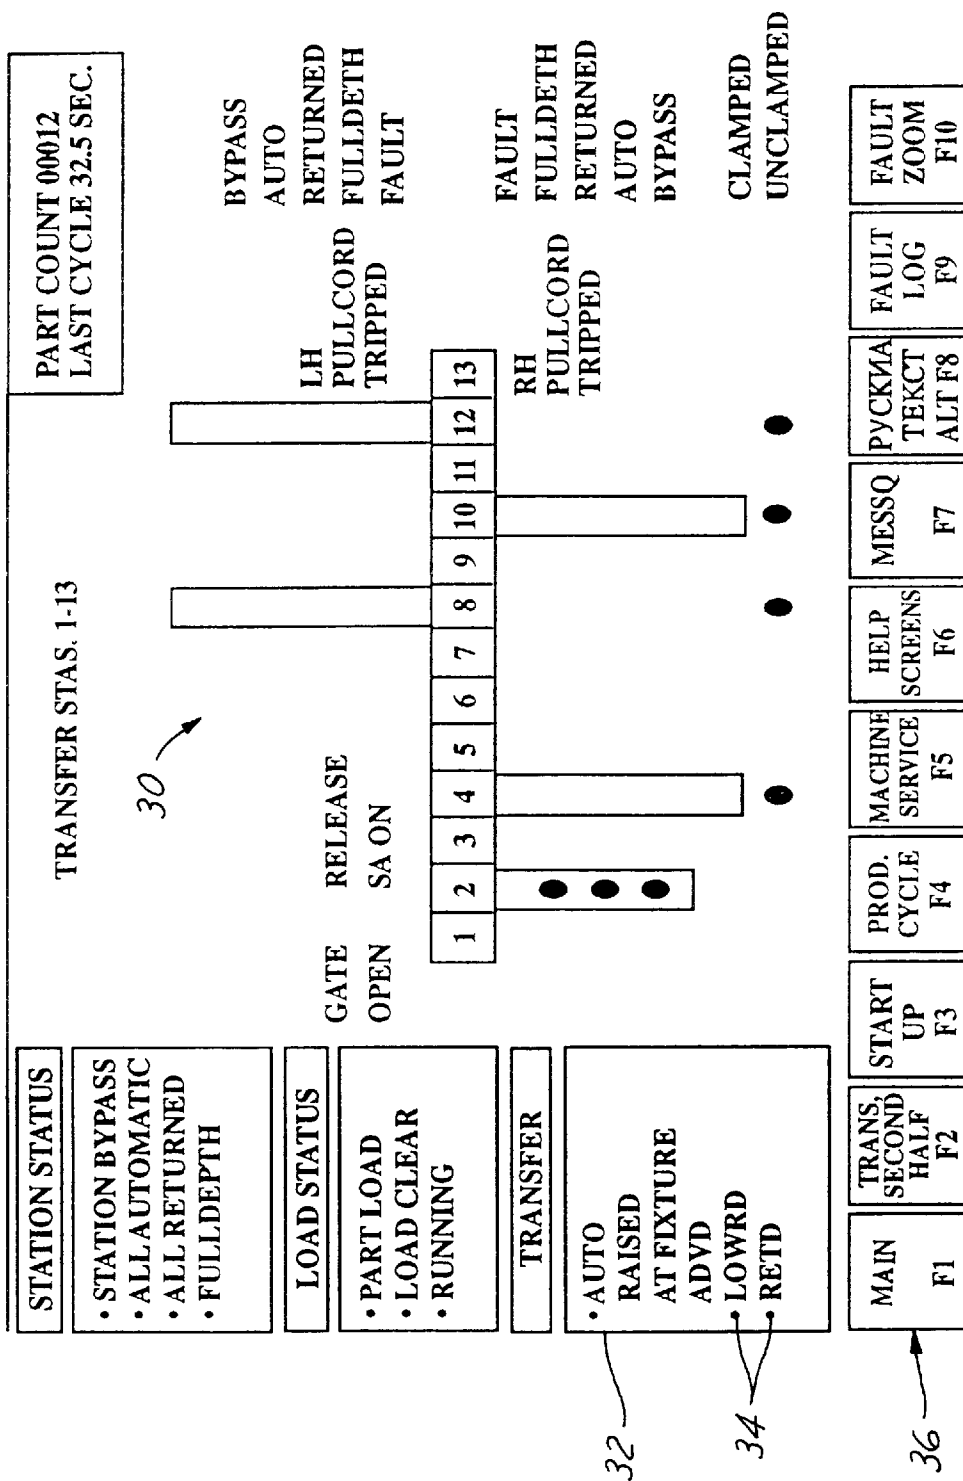 PART COUNT 00012
LAST CYCLE 32.5 SEC.
TRANSFER STAS. 1-13
30
STATION STATUS
• STATION BYPASS
• ALL AUTOMATIC
• ALL RETURNED
• FULLDEPTH
LOAD STATUS
• PART LOAD
• LOAD CLEAR
• RUNNING
TRANSFER
• AUTO
RAISED
AT FIXTURE
ADVD
• LOWRD
• RETD
32
34
GATE
OPEN
RELEASE
SA ON
LH
PULLCORD
TRIPPED
BYPASS
AUTO
RETURNED
FULLDETH
FAULT
1 2 3 4 5 6 7 8 9 10 11 12 13
RH
PULLCORD
TRIPPED
FAULT
FULLDETH
RETURNED
AUTO
BYPASS
CLAMPED
UNCLAMPED
MAIN
F1
TRANS,
SECOND
HALF
F2
START
UP
F3
PROD.
CYCLE
F4
MACHINE
SERVICE
F5
HELP
SCREENS
F6
MESSQ
F7
РУСКИА
ТЕКСТ
ALT F8
FAULT
LOG
F9
FAULT
ZOOM
F10
36